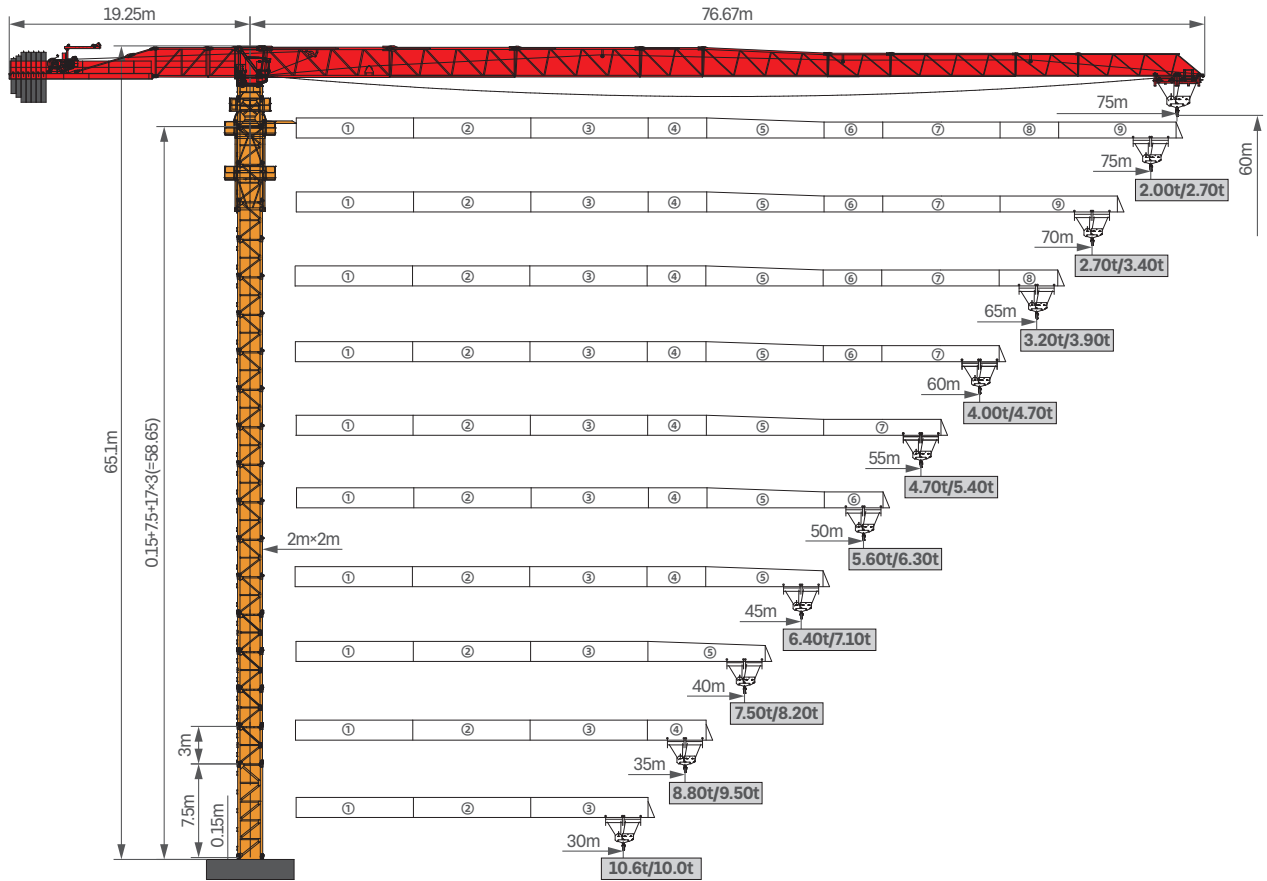 19.25m
76.67m
75m
① ② ③ ④ ⑤ ⑥ ⑦ ⑧ ⑨
75m
60m
2.00t/2.70t
① ② ③ ④ ⑤ ⑥ ⑦ ⑨
70m
2.70t/3.40t
① ② ③ ④ ⑤ ⑥ ⑦ ⑧
65m
3.20t/3.90t
① ② ③ ④ ⑤ ⑥ ⑦
60m
4.00t/4.70t
① ② ③ ④ ⑤ ⑦
55m
4.70t/5.40t
65.1m
0.15+7.5+17×3(=58.65)
① ② ③ ④ ⑤ ⑥
50m
5.60t/6.30t
2m×2m
① ② ③ ④ ⑤
45m
6.40t/7.10t
① ② ③ ⑤
40m
7.50t/8.20t
3m
① ② ③ ④
35m
8.80t/9.50t
7.5m
0.15m
① ② ③
30m
10.6t/10.0t